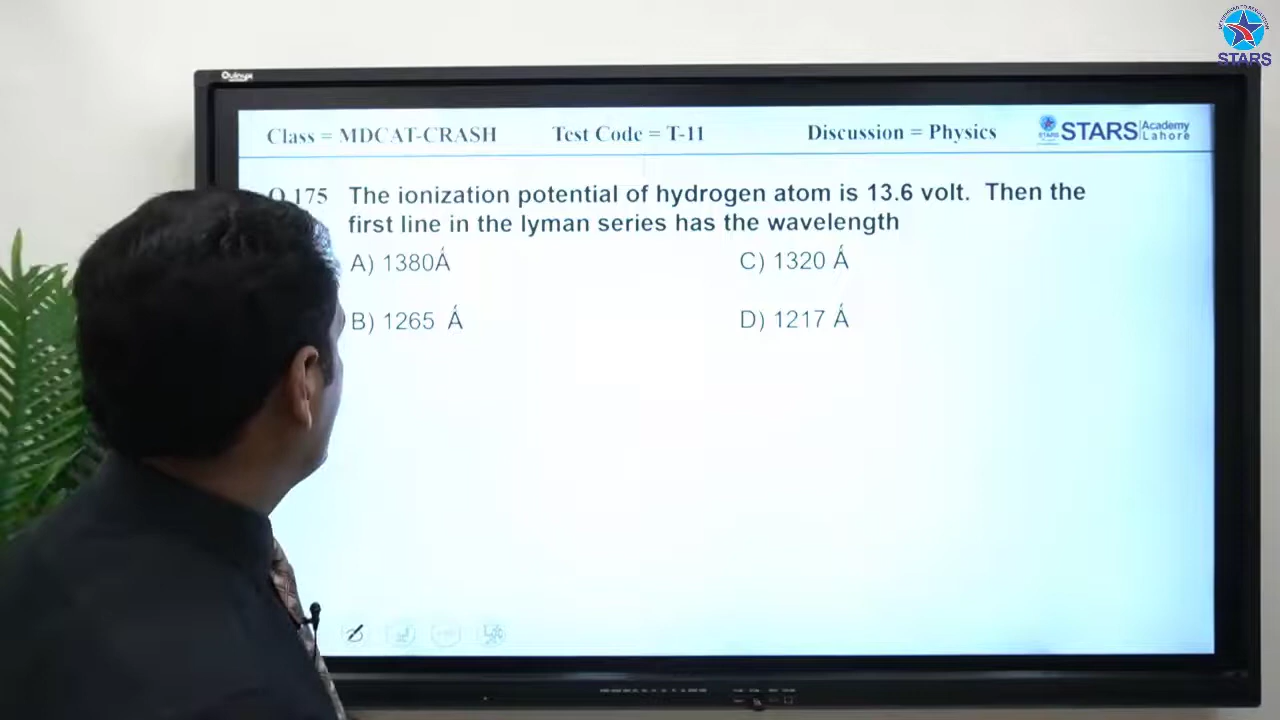 STARS
Qulnyx
Class = MDCAT-CRASH Test Code = T-11 Discussion = Physics STARS Academy Lahore
Q.175 The ionization potential of hydrogen atom is 13.6 volt. Then the
first line in the lyman series has the wavelength
A) 1380Á C) 1320 Á
B) 1265 Á D) 1217 Á